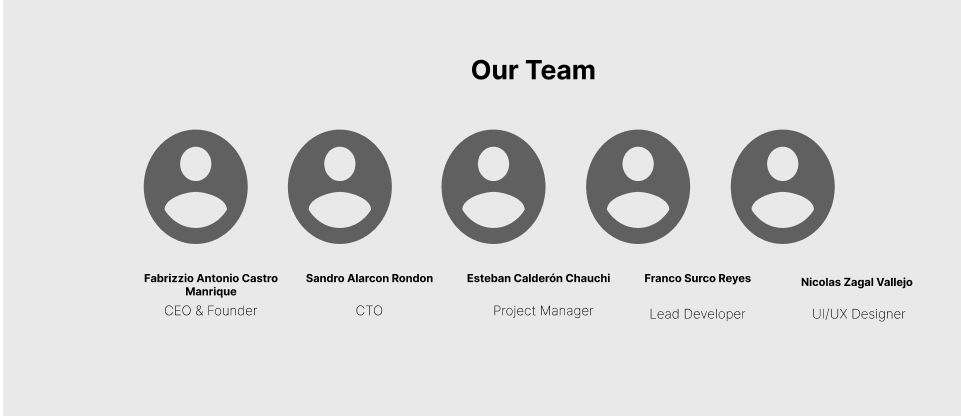 Our Team
Fabrizzio Antonio Castro
Manrique
CEO & Founder
Sandro Alarcon Rondon
CTO
Esteban Calderón Chauchi
Project Manager
Franco Surco Reyes
Lead Developer
Nicolas Zagal Vallejo
UI/UX Designer